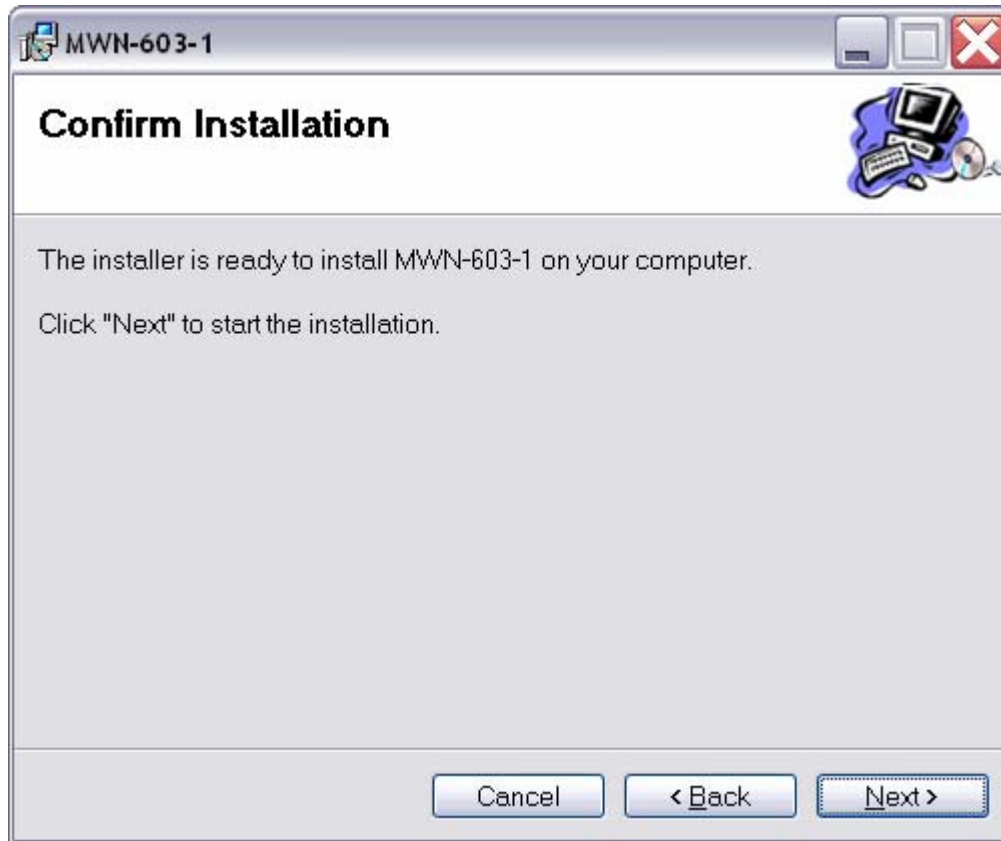 MWN-603-1
Confirm Installation
The installer is ready to install MWN-603-1 on your computer.
Click "Next" to start the installation.
Cancel
< Back
Next >